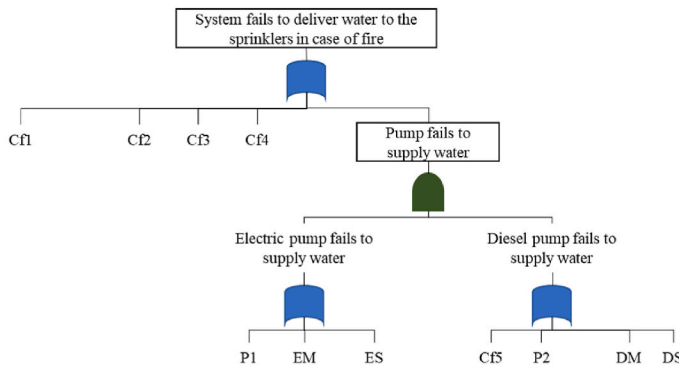 System fails to deliver water to the
sprinklers in case of fire
Cf1
Cf2
Cf3
Cf4
Pump fails to
supply water
Electric pump fails to
supply water
Diesel pump fails to
supply water
P1
EM
ES
Cf5
P2
DM
DS